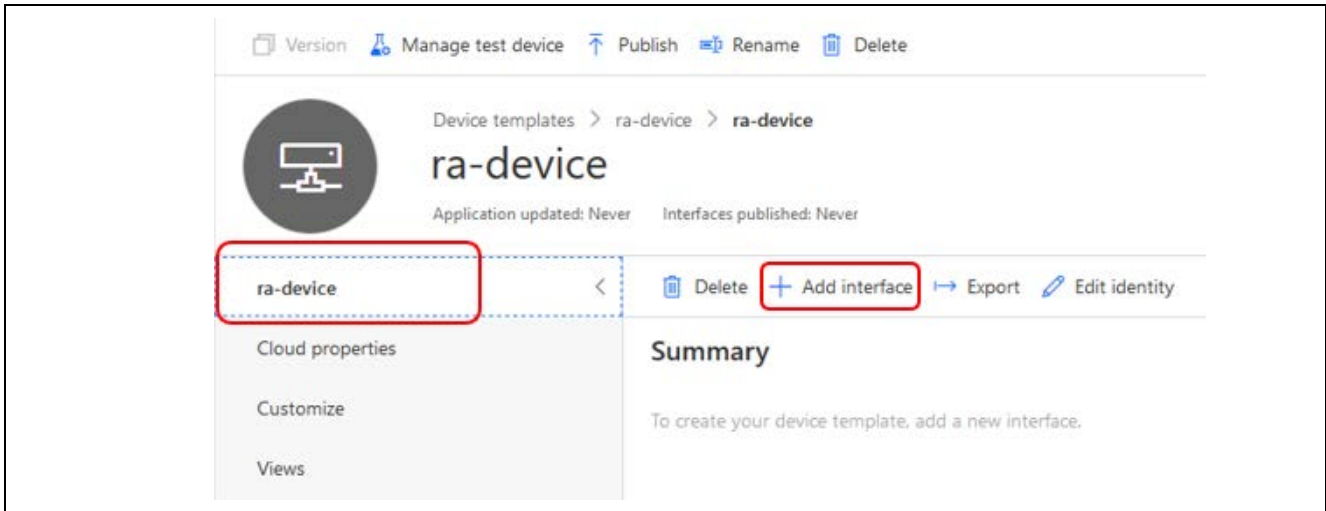 Version Manage test device Publish Rename Delete
Device templates > ra-device > ra-device
ra-device
Application updated: Never Interfaces published: Never
ra-device
Delete + Add interface Export Edit identity
Cloud properties
Summary
Customize
To create your device template, add a new interface.
Views